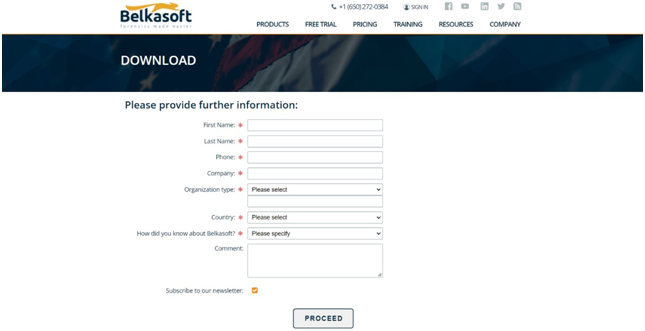 Belkasoft
Forensics Made Easier
+1 (650) 272-0384 SIGN IN
PRODUCTS FREE TRIAL PRICING TRAINING RESOURCES COMPANY
DOWNLOAD
Please provide further information:
First Name: *
Last Name: *
Phone: *
Company: *
Organization type: * Please select
Country: * Please select
How did you know about Belkasoft? * Please specify
Comment:
Subscribe to our newsletter:
PROCEED